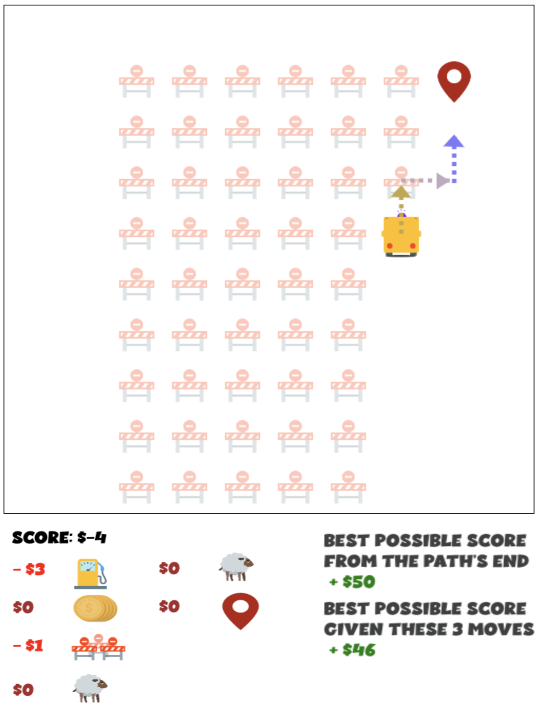 SCORE: $-4
- $3
$0
$0
$0
- $1
$0
BEST POSSIBLE SCORE
FROM THE PATH'S END
+ $50
BEST POSSIBLE SCORE
GIVEN THESE 3 MOVES
+ $46